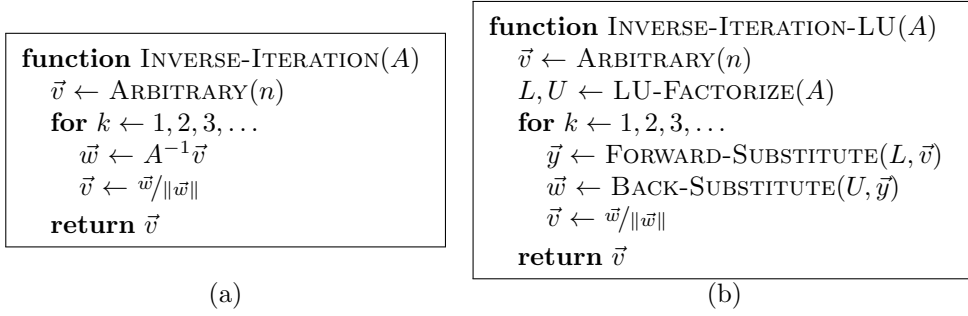 function INVERSE-ITERATION(A)
v⃗ ← ARBITRARY(n)
for k ← 1, 2, 3, . . .
w⃗ ← A⁻¹v⃗
v⃗ ← w⃗/‖w⃗‖
return v⃗
(a)
function INVERSE-ITERATION-LU(A)
v⃗ ← ARBITRARY(n)
L, U ← LU-FACTORIZE(A)
for k ← 1, 2, 3, . . .
y⃗ ← FORWARD-SUBSTITUTE(L, v⃗)
w⃗ ← BACK-SUBSTITUTE(U, y⃗)
v⃗ ← w⃗/‖w⃗‖
return v⃗
(b)